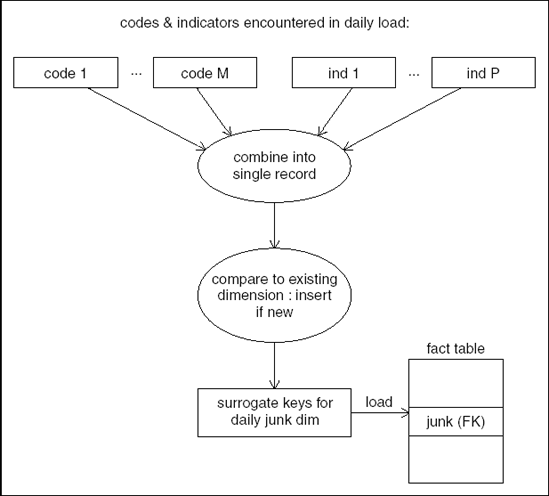 codes & indicators encountered in daily load:
code 1 ... code M ind 1 ... ind P
combine into
single record
compare to existing
dimension : insert
if new
fact table
surrogate keys for
daily junk dim
load
junk (FK)